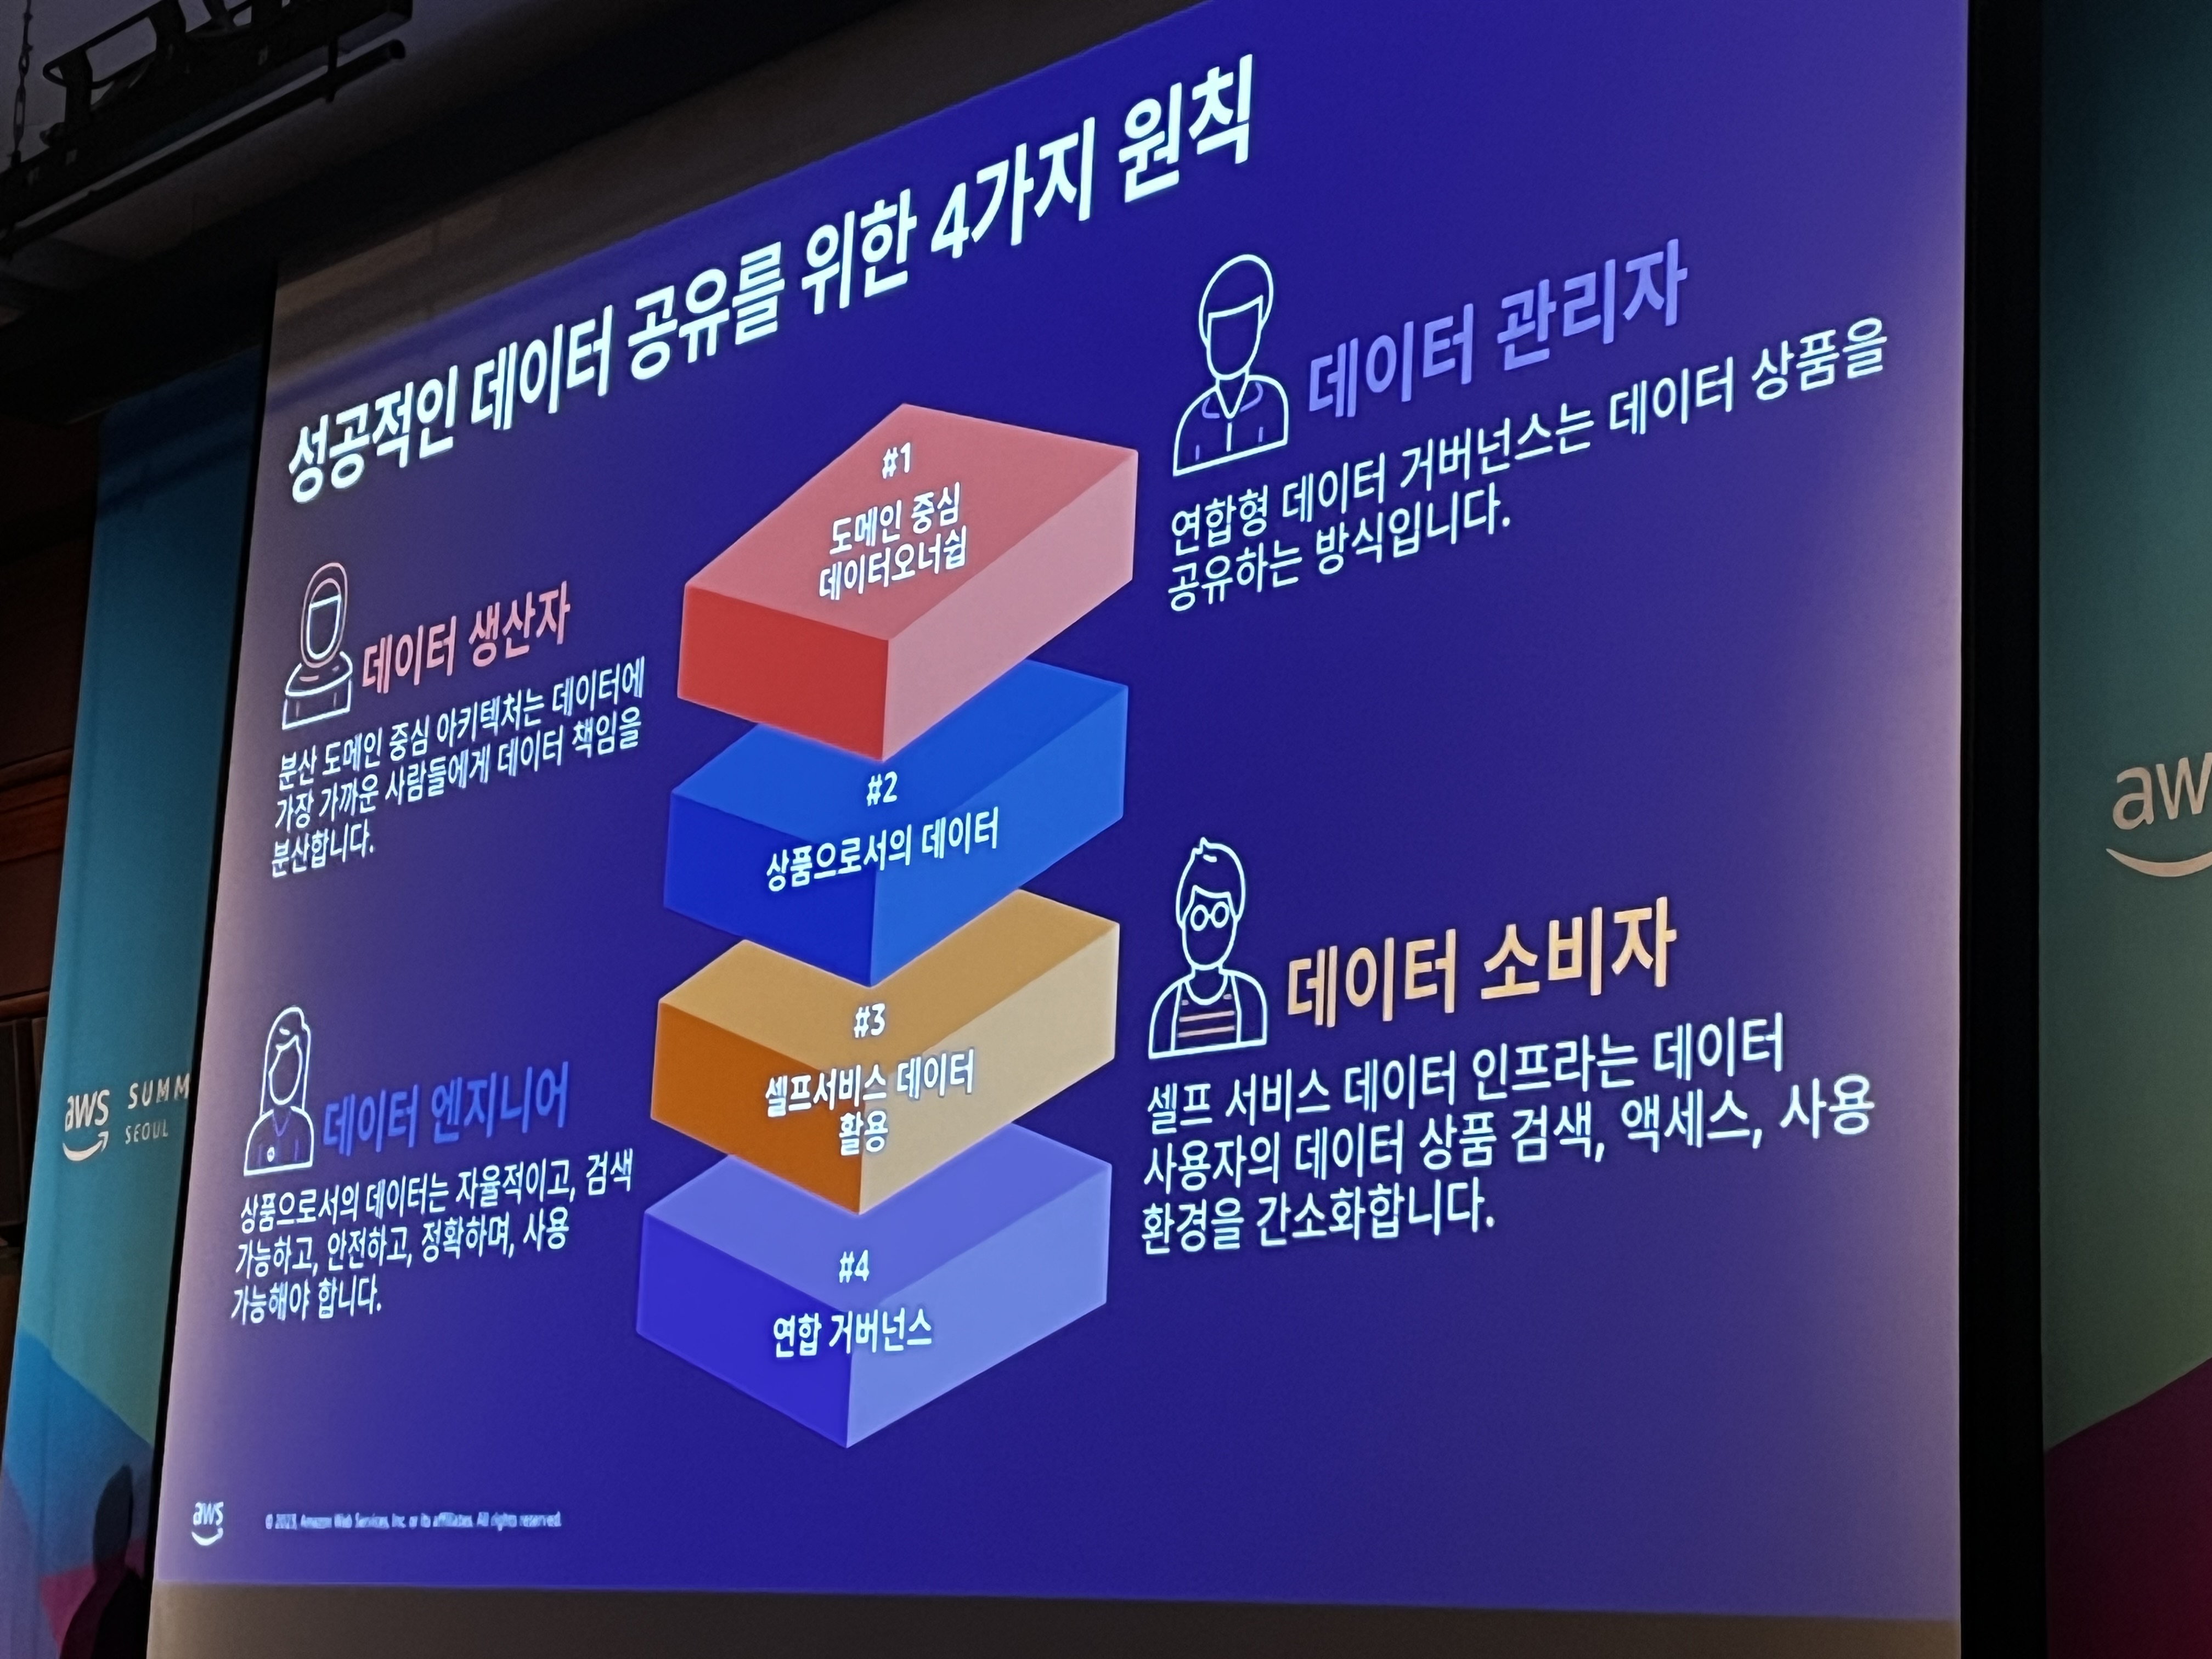 성공적인 데이터 공유를 위한 4가지 원칙
데이터 생산자
분산 도메인 중심 아키텍처는 데이터에
가장 가까운 사람들에게 데이터 책임을
분산합니다.
데이터 엔지니어
상품으로서의 데이터는 자율적이고, 검색
가능하고, 안전하고, 정확하며, 사용
가능해야 합니다.
#1
도메인 중심
데이터오너쉽
#2
상품으로서의 데이터
#3
셀프서비스 데이터
활용
#4
연합 거버넌스
데이터 관리자
연합형 데이터 거버넌스는 데이터 상품을
공유하는 방식입니다.
데이터 소비자
셀프 서비스 데이터 인프라는 데이터
사용자의 데이터 상품 검색, 액세스, 사용
환경을 간소화합니다.
aws
© 2023, Amazon Web Services, Inc. or its affiliates. All rights reserved.
aws SUMM
SEOUL
aw